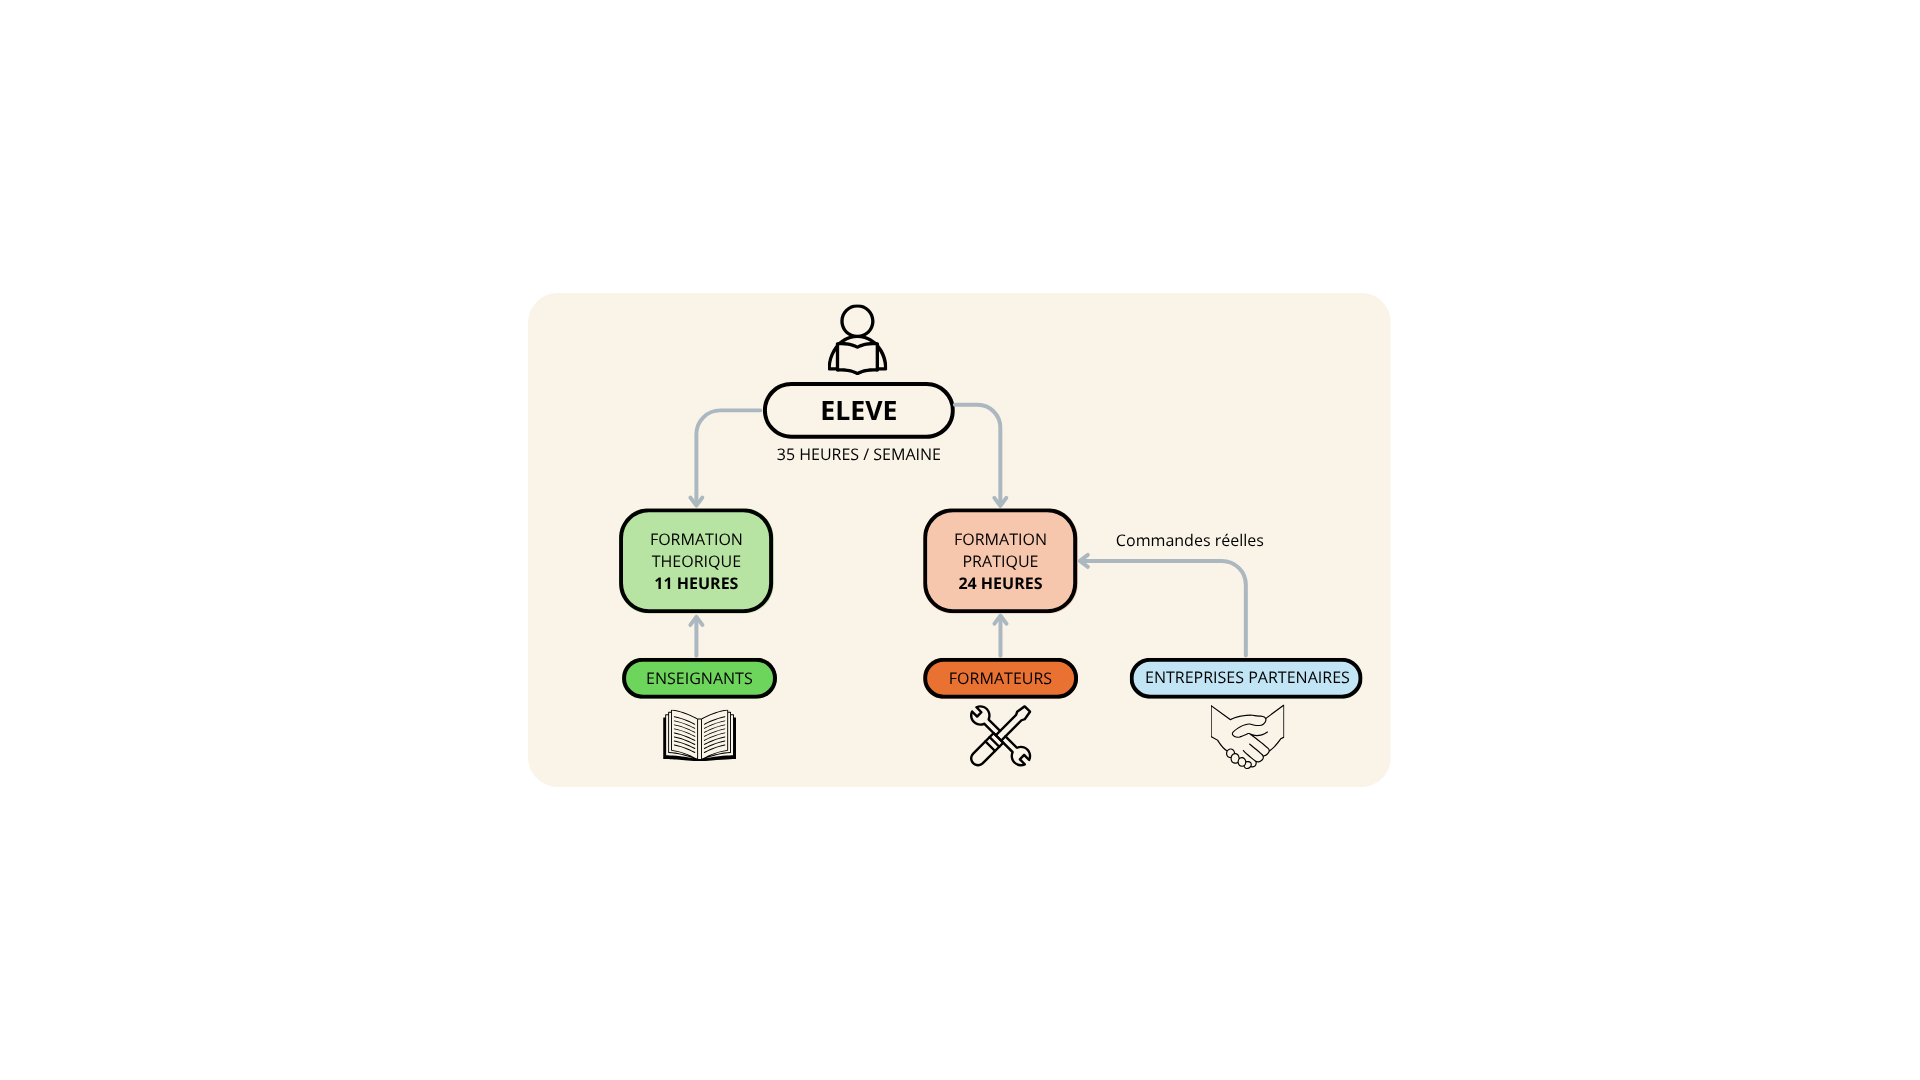 ELEVE
35 HEURES / SEMAINE
FORMATION
THEORIQUE
11 HEURES
FORMATION
PRATIQUE
24 HEURES
Commandes réelles
ENSEIGNANTS
FORMATEURS
ENTREPRISES PARTENAIRES